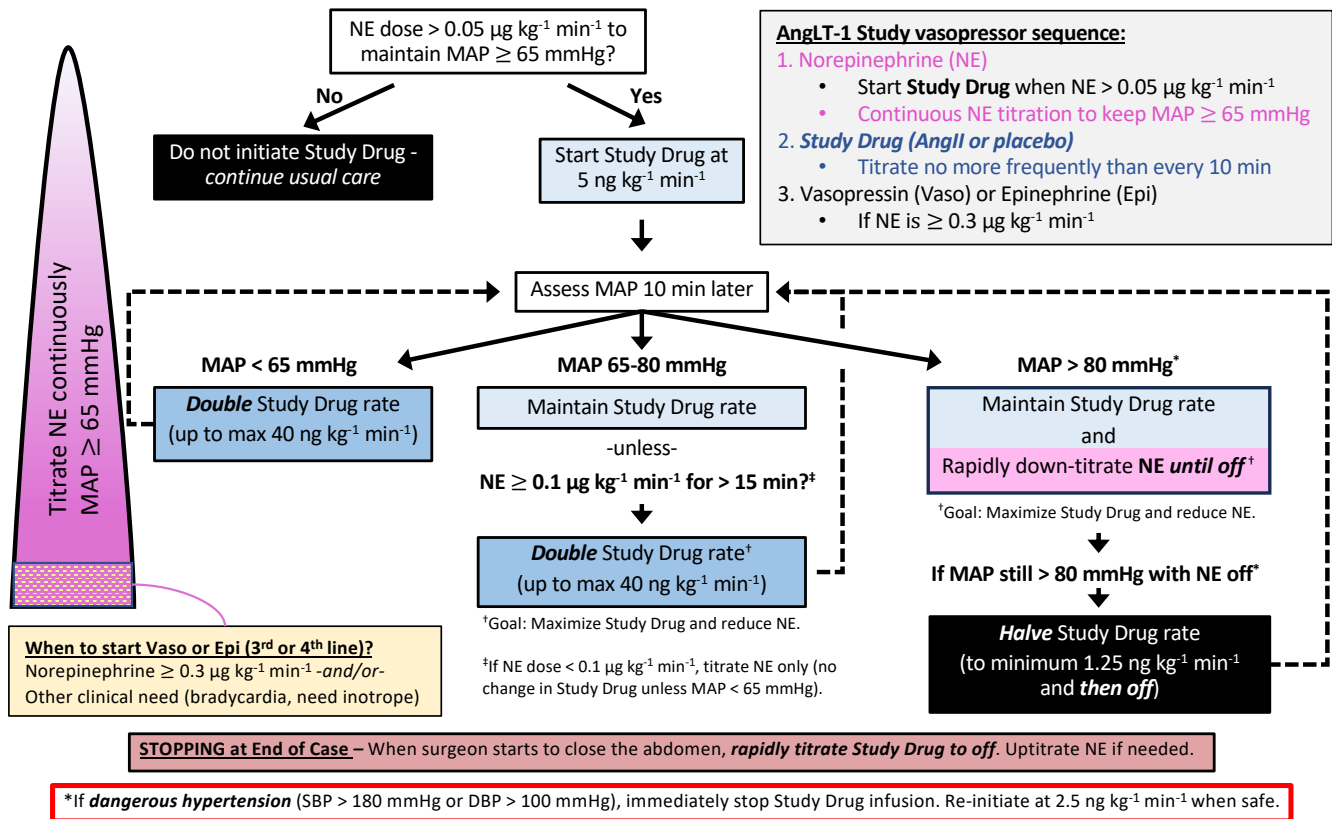 NE dose > 0.05 µg kg⁻¹ min⁻¹ to
maintain MAP ≥ 65 mmHg?
No
Yes
Do not initiate Study Drug -
continue usual care
Start Study Drug at
5 ng kg⁻¹ min⁻¹
AngLT-1 Study vasopressor sequence:
1. Norepinephrine (NE)
• Start Study Drug when NE > 0.05 µg kg⁻¹ min⁻¹
• Continuous NE titration to keep MAP ≥ 65 mmHg
2. Study Drug (AngII or placebo)
• Titrate no more frequently than every 10 min
3. Vasopressin (Vaso) or Epinephrine (Epi)
• If NE is ≥ 0.3 µg kg⁻¹ min⁻¹
Titrate NE continuously
MAP ≥ 65 mmHg
Assess MAP 10 min later
MAP < 65 mmHg
Double Study Drug rate
(up to max 40 ng kg⁻¹ min⁻¹)
MAP 65-80 mmHg
Maintain Study Drug rate
-unless-
NE ≥ 0.1 µg kg⁻¹ min⁻¹ for > 15 min?‡
Double Study Drug rate†
(up to max 40 ng kg⁻¹ min⁻¹)
†Goal: Maximize Study Drug and reduce NE.
‡If NE dose < 0.1 µg kg⁻¹ min⁻¹, titrate NE only (no
change in Study Drug unless MAP < 65 mmHg).
MAP > 80 mmHg*
Maintain Study Drug rate
and
Rapidly down-titrate NE until off†
†Goal: Maximize Study Drug and reduce NE.
If MAP still > 80 mmHg with NE off*
Halve Study Drug rate
(to minimum 1.25 ng kg⁻¹ min⁻¹
and then off)
When to start Vaso or Epi (3rd or 4th line)?
Norepinephrine ≥ 0.3 µg kg⁻¹ min⁻¹ -and/or-
Other clinical need (bradycardia, need inotrope)
STOPPING at End of Case – When surgeon starts to close the abdomen, rapidly titrate Study Drug to off. Uptitrate NE if needed.
*If dangerous hypertension (SBP > 180 mmHg or DBP > 100 mmHg), immediately stop Study Drug infusion. Re-initiate at 2.5 ng kg⁻¹ min⁻¹ when safe.